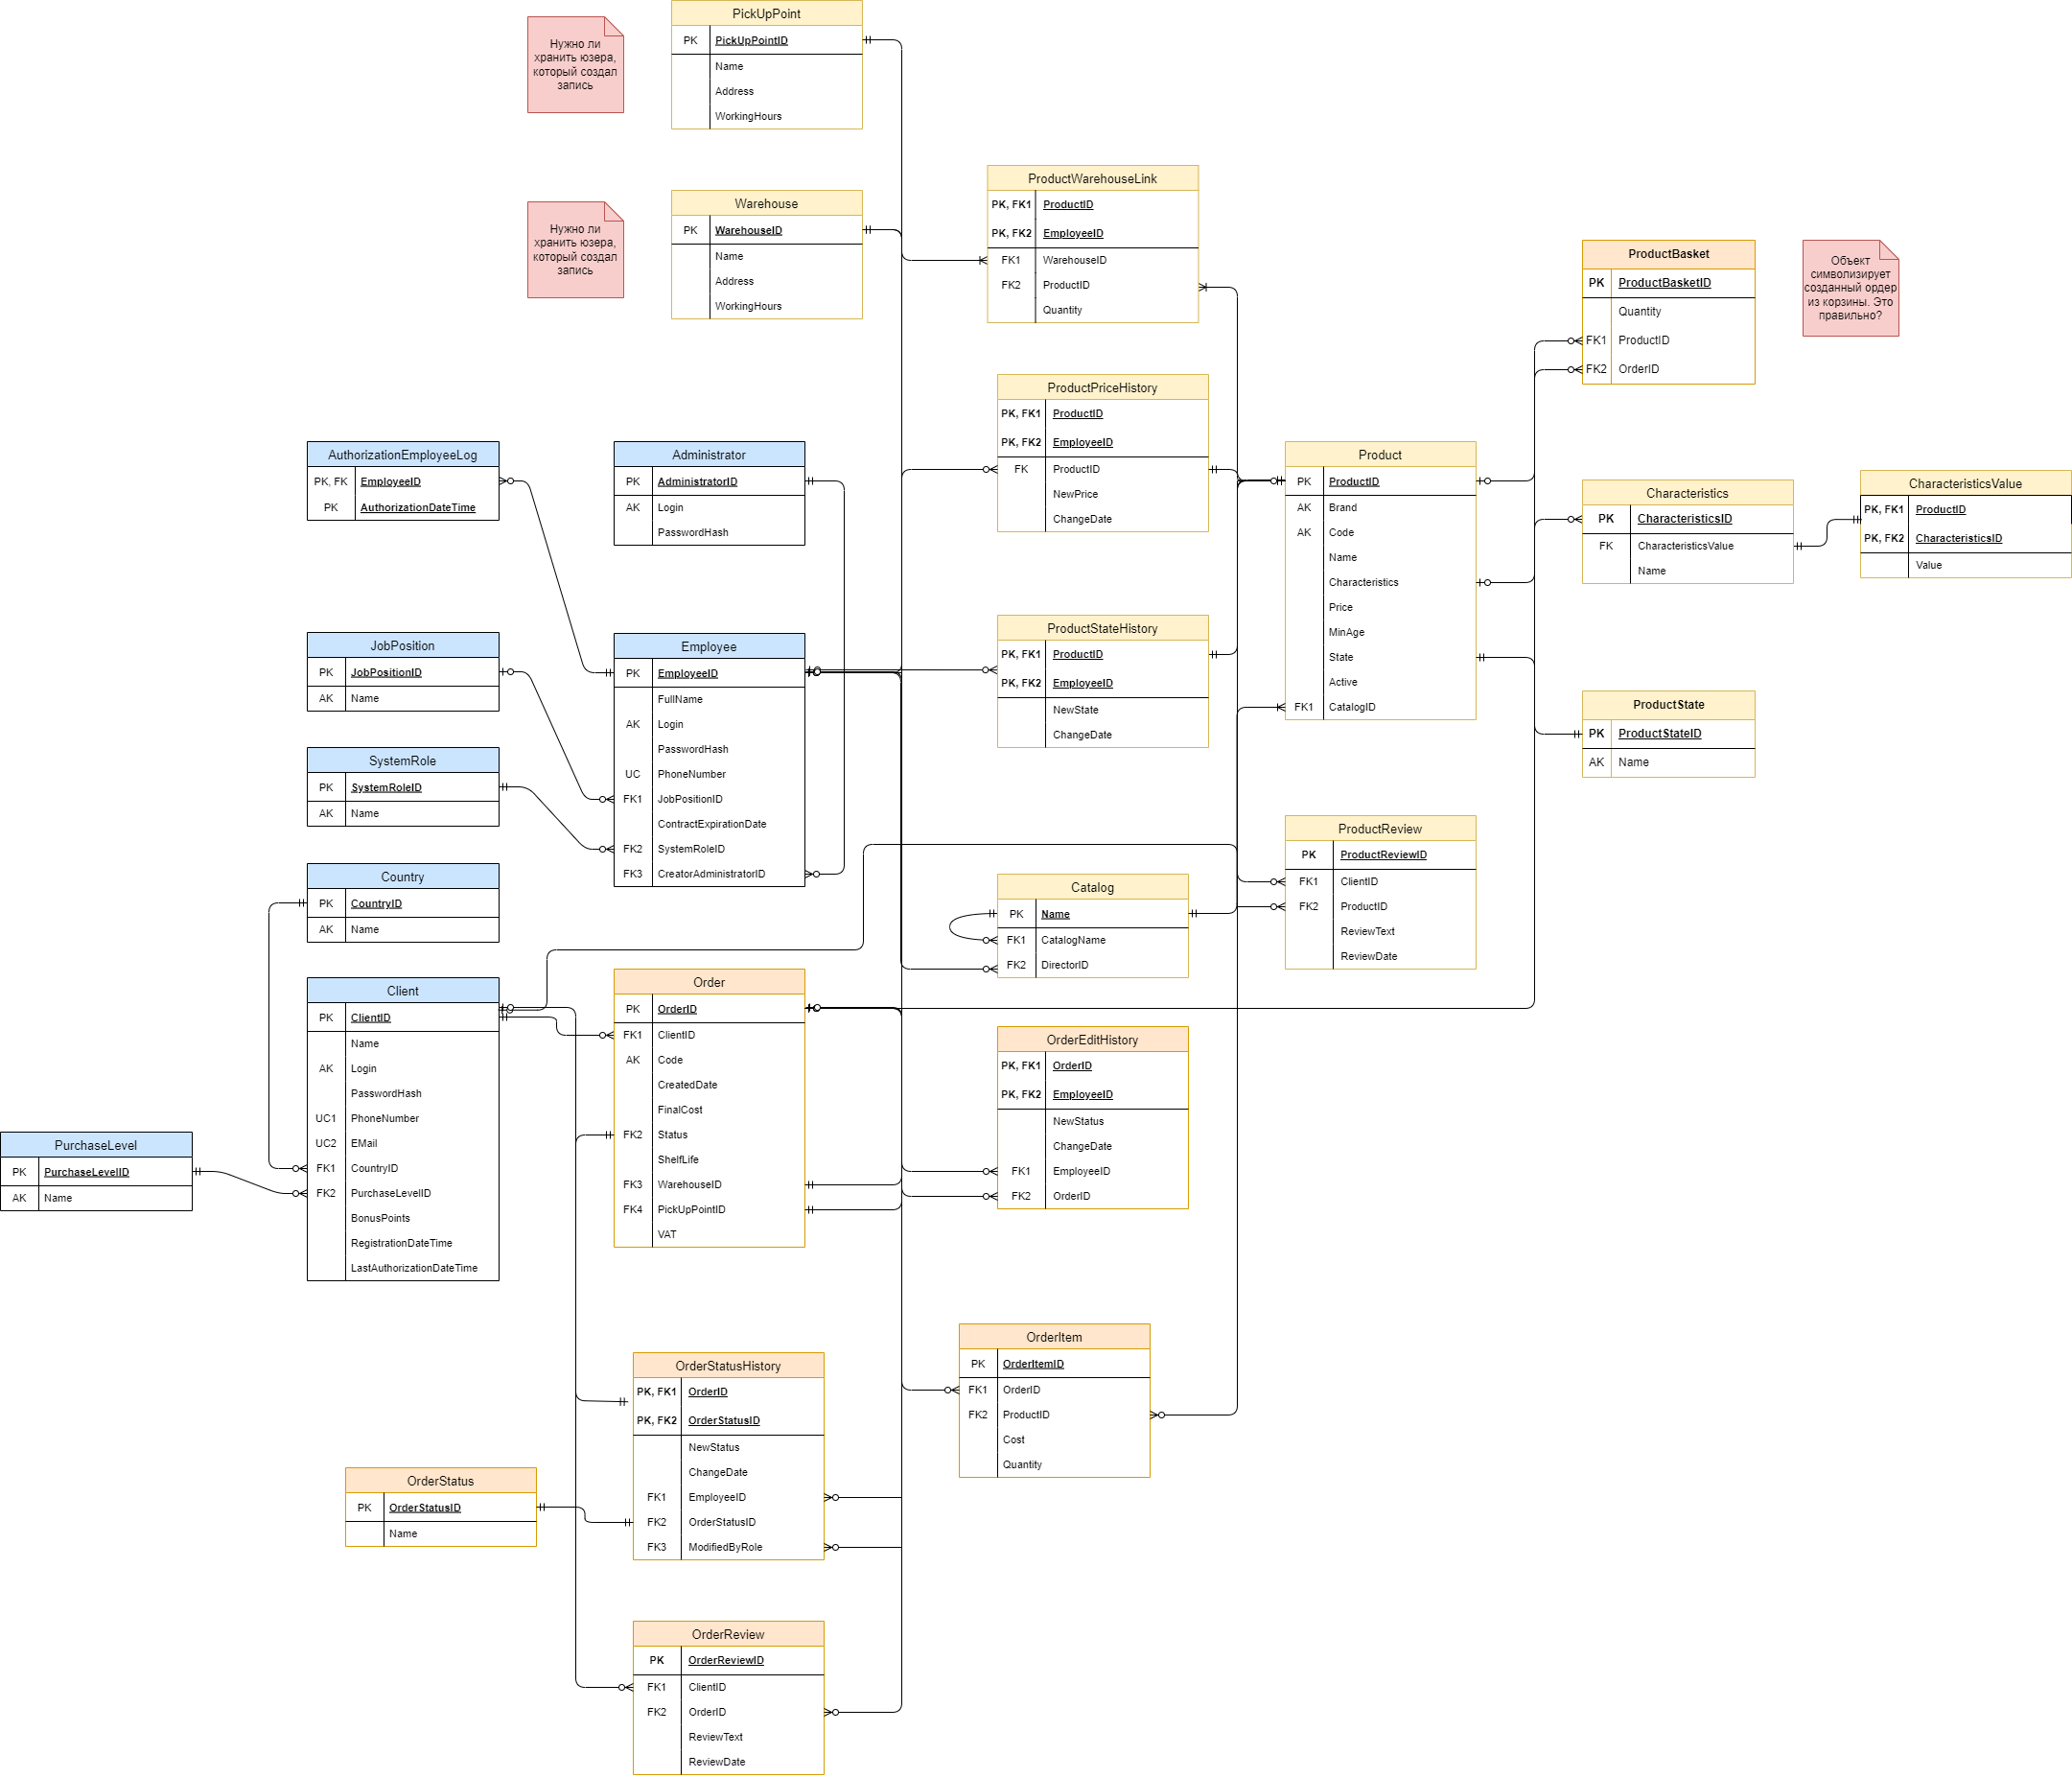 PickUpPoint
PK PickUpPointID
Name
Address
WorkingHours
Нужно ли
хранить юзера,
который создал
запись
Warehouse
PK WarehouseID
Name
Address
WorkingHours
Нужно ли
хранить юзера,
который создал
запись
ProductWarehouseLink
PK, FK1 ProductID
PK, FK2 EmployeeID
FK1 WarehouseID
FK2 ProductID
Quantity
ProductBasket
PK ProductBasketID
Quantity
FK1 ProductID
FK2 OrderID
Объект
символизирует
созданный ордер
из корзины. Это
правильно?
ProductPriceHistory
PK, FK1 ProductID
PK, FK2 EmployeeID
FK ProductID
NewPrice
ChangeDate
AuthorizationEmployeeLog
PK, FK EmployeeID
PK AuthorizationDateTime
Administrator
PK AdministratorID
AK Login
PasswordHash
Product
PK ProductID
AK Brand
AK Code
Name
Characteristics
Price
MinAge
State
Active
FK1 CatalogID
Characteristics
PK CharacteristicsID
FK CharacteristicsValue
Name
CharacteristicsValue
PK, FK1 ProductID
PK, FK2 CharacteristicsID
Value
ProductStateHistory
PK, FK1 ProductID
PK, FK2 EmployeeID
NewState
ChangeDate
JobPosition
PK JobPositionID
AK Name
Employee
PK EmployeeID
FullName
AK Login
PasswordHash
UC PhoneNumber
FK1 JobPositionID
ContractExpirationDate
FK2 SystemRoleID
FK3 CreatorAdministratorID
ProductState
PK ProductStateID
AK Name
SystemRole
PK SystemRoleID
AK Name
ProductReview
PK ProductReviewID
FK1 ClientID
FK2 ProductID
ReviewText
ReviewDate
Country
PK CountryID
AK Name
Catalog
PK Name
FK1 CatalogName
FK2 DirectorID
Client
PK ClientID
Name
AK Login
PasswordHash
UC1 PhoneNumber
UC2 EMail
FK1 CountryID
FK2 PurchaseLevelID
BonusPoints
RegistrationDateTime
LastAuthorizationDateTime
Order
PK OrderID
FK1 ClientID
AK Code
CreatedDate
FinalCost
FK2 Status
ShelfLife
FK3 WarehouseID
FK4 PickUpPointID
VAT
OrderEditHistory
PK, FK1 OrderID
PK, FK2 EmployeeID
NewStatus
ChangeDate
FK1 EmployeeID
FK2 OrderID
PurchaseLevel
PK PurchaseLevelID
AK Name
OrderItem
PK OrderItemID
FK1 OrderID
FK2 ProductID
Cost
Quantity
OrderStatusHistory
PK, FK1 OrderID
PK, FK2 OrderStatusID
NewStatus
ChangeDate
FK1 EmployeeID
FK2 OrderStatusID
FK3 ModifiedByRole
OrderStatus
PK OrderStatusID
Name
OrderReview
PK OrderReviewID
FK1 ClientID
FK2 OrderID
ReviewText
ReviewDate